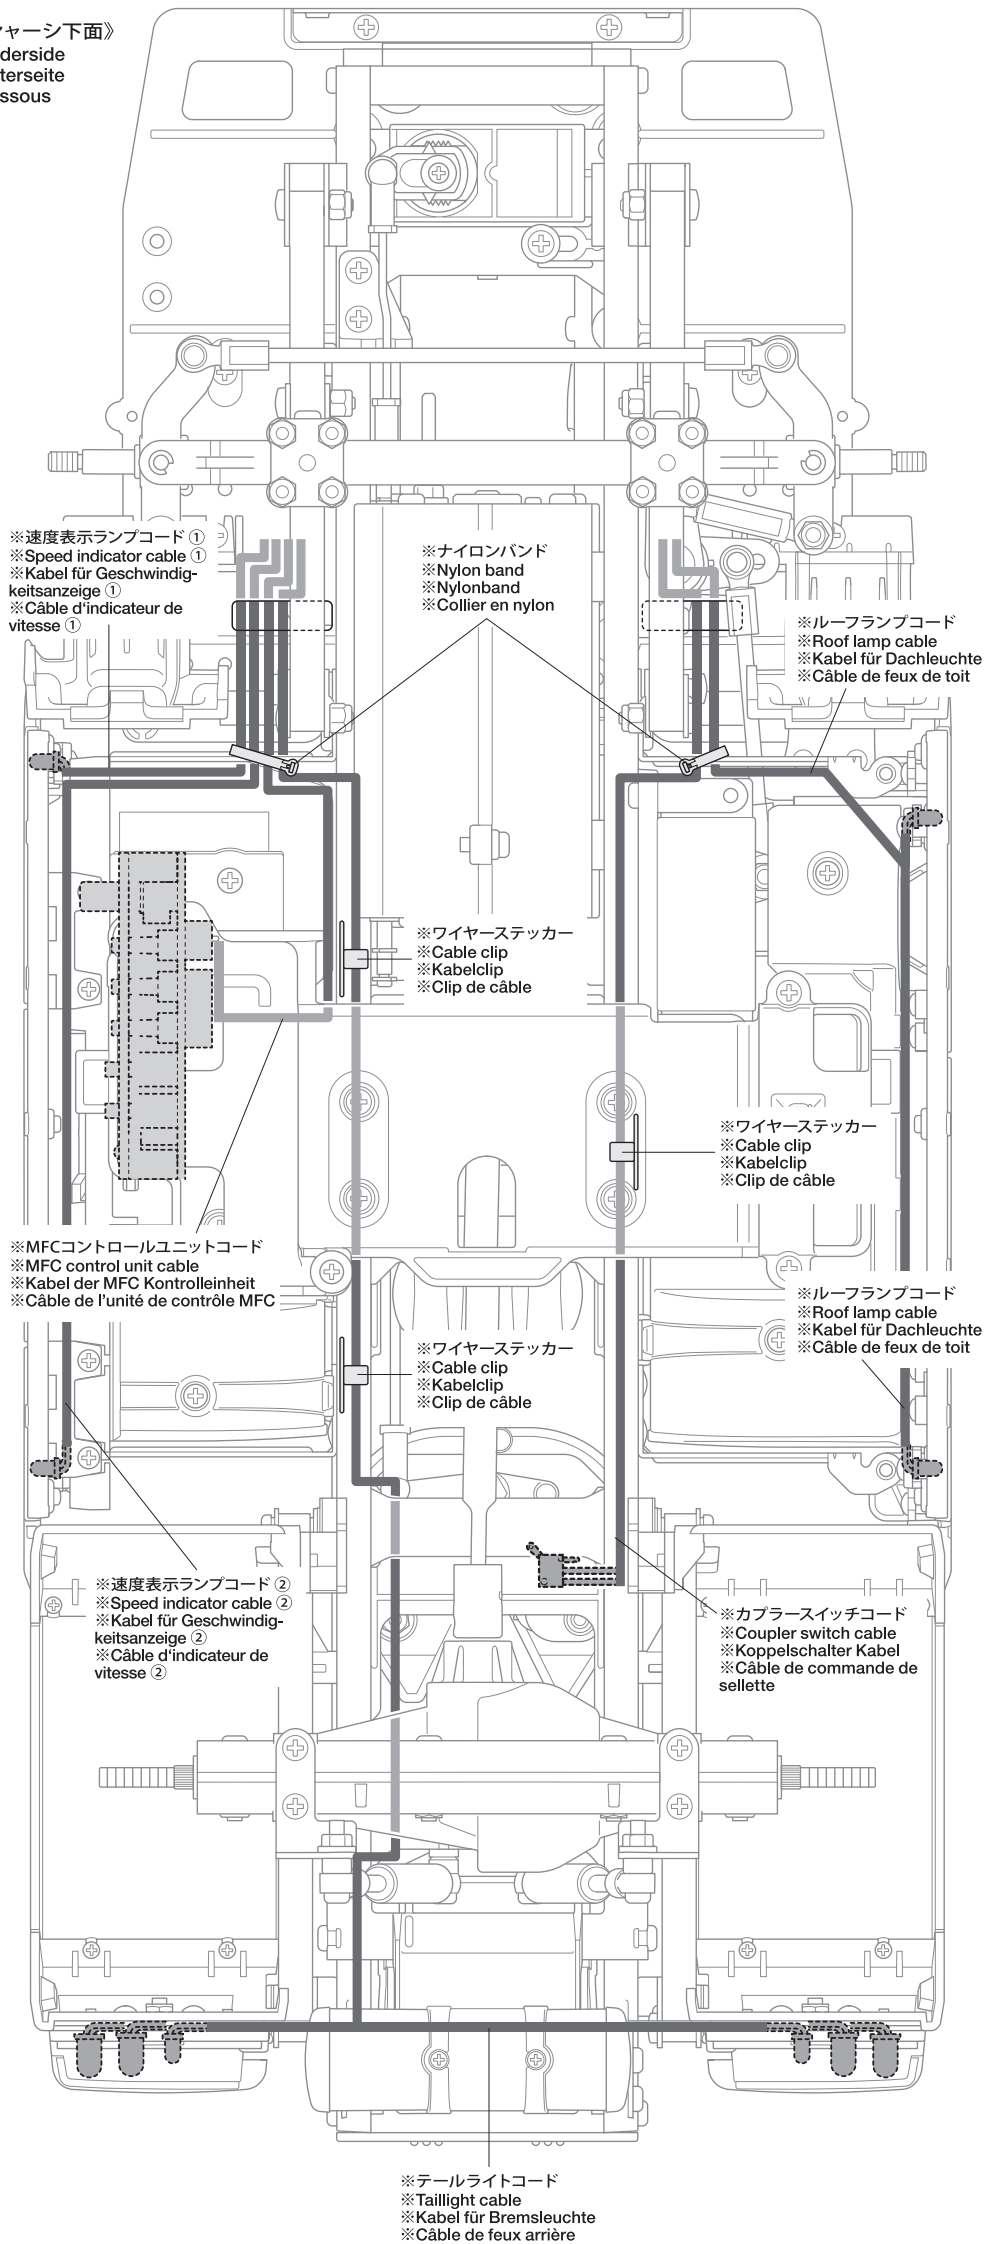 ャーシ下面》
derside
terseite
ssous
※速度表示ランプコード ①
※Speed indicator cable ①
※Kabel für Geschwindig-
keitsanzeige ①
※Câble d'indicateur de
vitesse ①
※ナイロンバンド
※Nylon band
※Nylonband
※Collier en nylon
※ルーフランプコード
※Roof lamp cable
※Kabel für Dachleuchte
※Câble de feux de toit
※ワイヤーステッカー
※Cable clip
※Kabelclip
※Clip de câble
※ワイヤーステッカー
※Cable clip
※Kabelclip
※Clip de câble
※MFCコントロールユニットコード
※MFC control unit cable
※Kabel der MFC Kontrolleinheit
※Câble de l'unité de contrôle MFC
※ルーフランプコード
※Roof lamp cable
※Kabel für Dachleuchte
※Câble de feux de toit
※ワイヤーステッカー
※Cable clip
※Kabelclip
※Clip de câble
※速度表示ランプコード ②
※Speed indicator cable ②
※Kabel für Geschwindig-
keitsanzeige ②
※Câble d'indicateur de
vitesse ②
※カプラースイッチコード
※Coupler switch cable
※Koppelschalter Kabel
※Câble de commande de
sellette
※テールライトコード
※Taillight cable
※Kabel für Bremsleuchte
※Câble de feux arrière